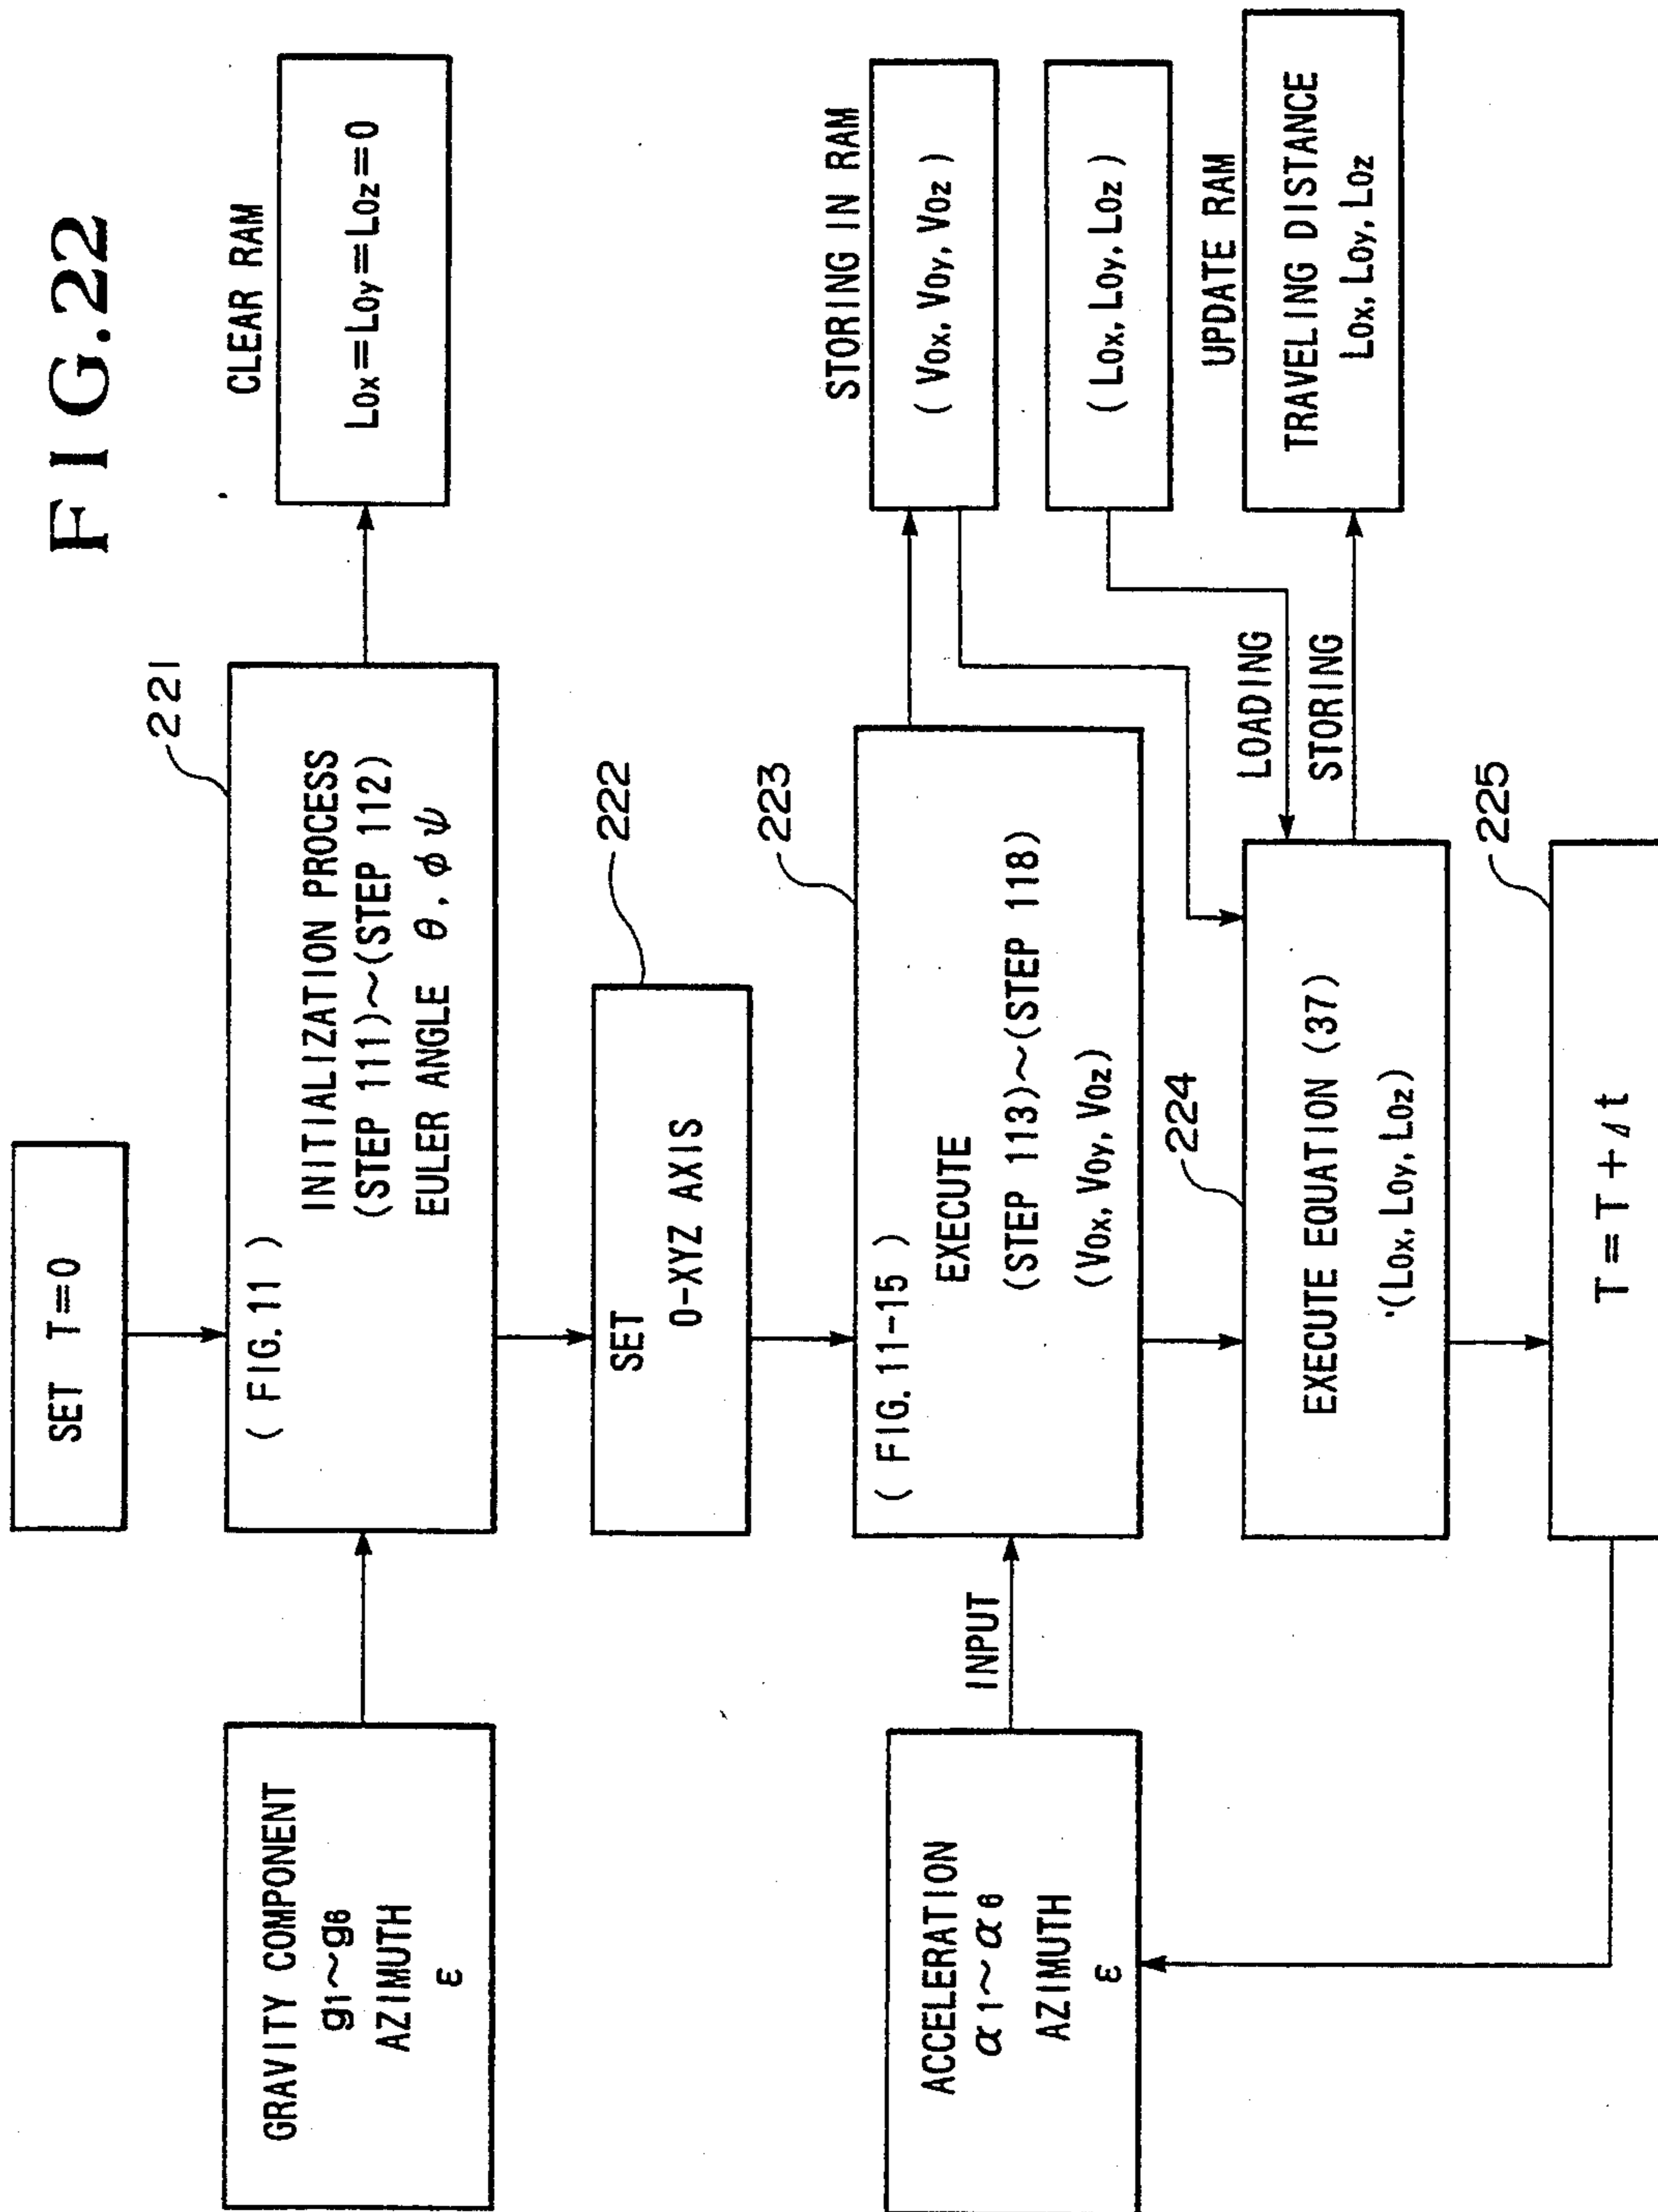 FIG.22
SET T=0
GRAVITY COMPONENT
g1~g6
AZIMUTH
ε
221
( FIG.11 )
INITIALIZATION PROCESS
(STEP 111)~(STEP 112)
EULER ANGLE θ, φ ψ
CLEAR RAM
L0x=L0y=L0z=0
222
SET
0-XYZ AXIS
ACCELERATION
α1~α6
AZIMUTH
ε
INPUT
223
( FIG.11-15 )
EXECUTE
(STEP 113)~(STEP 118)
(V0x, V0y, V0z)
STORING IN RAM
( V0x, V0y, V0z )
( L0x, L0y, L0z )
224
EXECUTE EQUATION (37)
(L0x, L0y, L0z)
LOADING
STORING
UPDATE RAM
TRAVELING DISTANCE
L0x, L0y, L0z
225
T=T+Δt